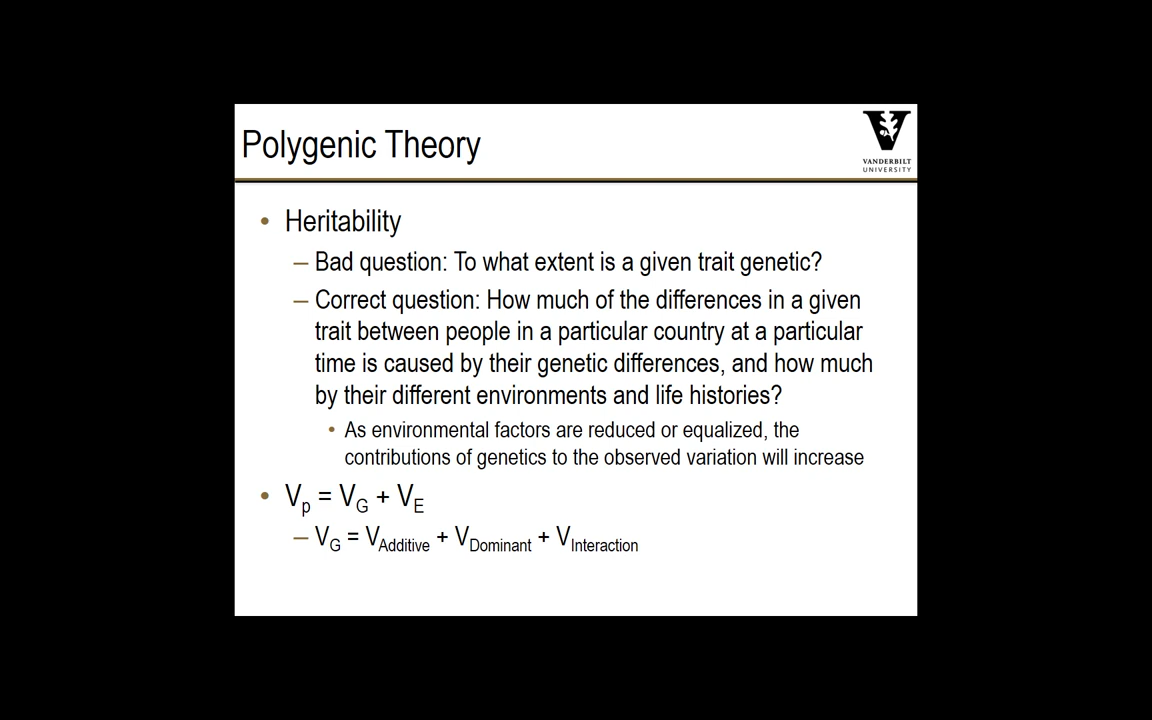 Polygenic Theory
VANDERBILT
UNIVERSITY
• Heritability
– Bad question: To what extent is a given trait genetic?
– Correct question: How much of the differences in a given
trait between people in a particular country at a particular
time is caused by their genetic differences, and how much
by their different environments and life histories?
• As environmental factors are reduced or equalized, the
contributions of genetics to the observed variation will increase
• Vp = VG + VE
– VG = VAdditive + VDominant + VInteraction